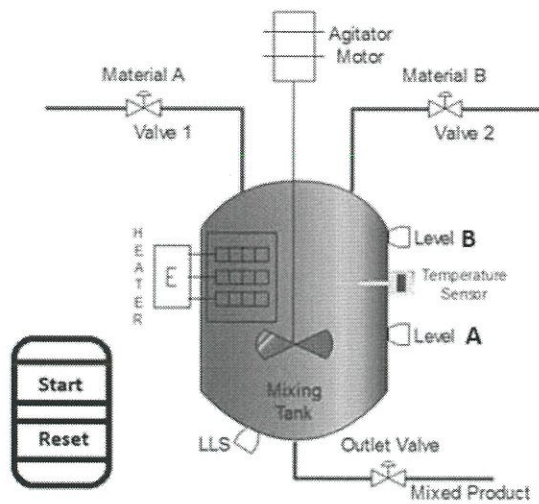 Agitator
Motor
Material A
Valve 1
Material B
Valve 2
HEATER
E
Level B
Temperature
Sensor
Level A
Start
Reset
Mixing
Tank
LLS
Outlet Valve
Mixed Product